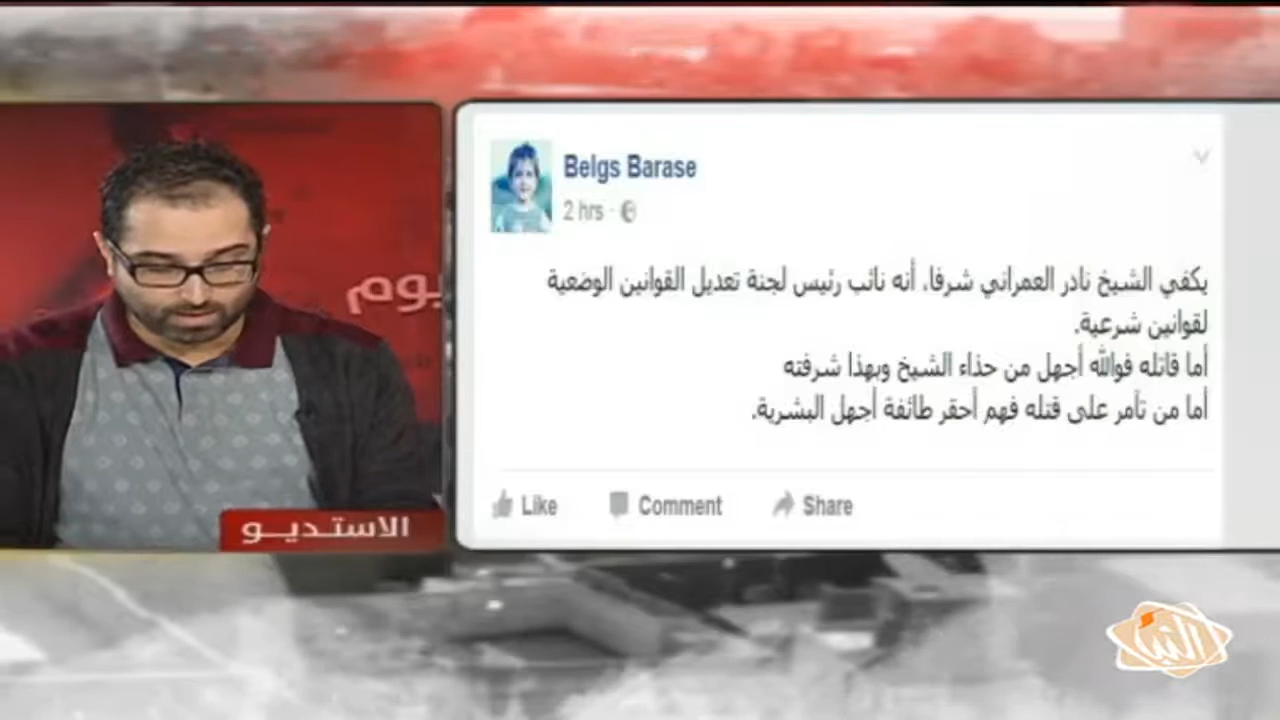 Belgs Barase
2 hrs ·
يكفي الشيخ نادر العمراني شرفا، أنه نائب رئيس لجنة تعديل القوانين الوضعية
لقوانين شرعية.
أما قاتله فوالله أجهل من حذاء الشيخ وبهذا شرفته
أما من تآمر على قتله فهم أحقر طائفة أجهل البشرية.
Like
Comment
Share
يوم
الاستديو
النبأ